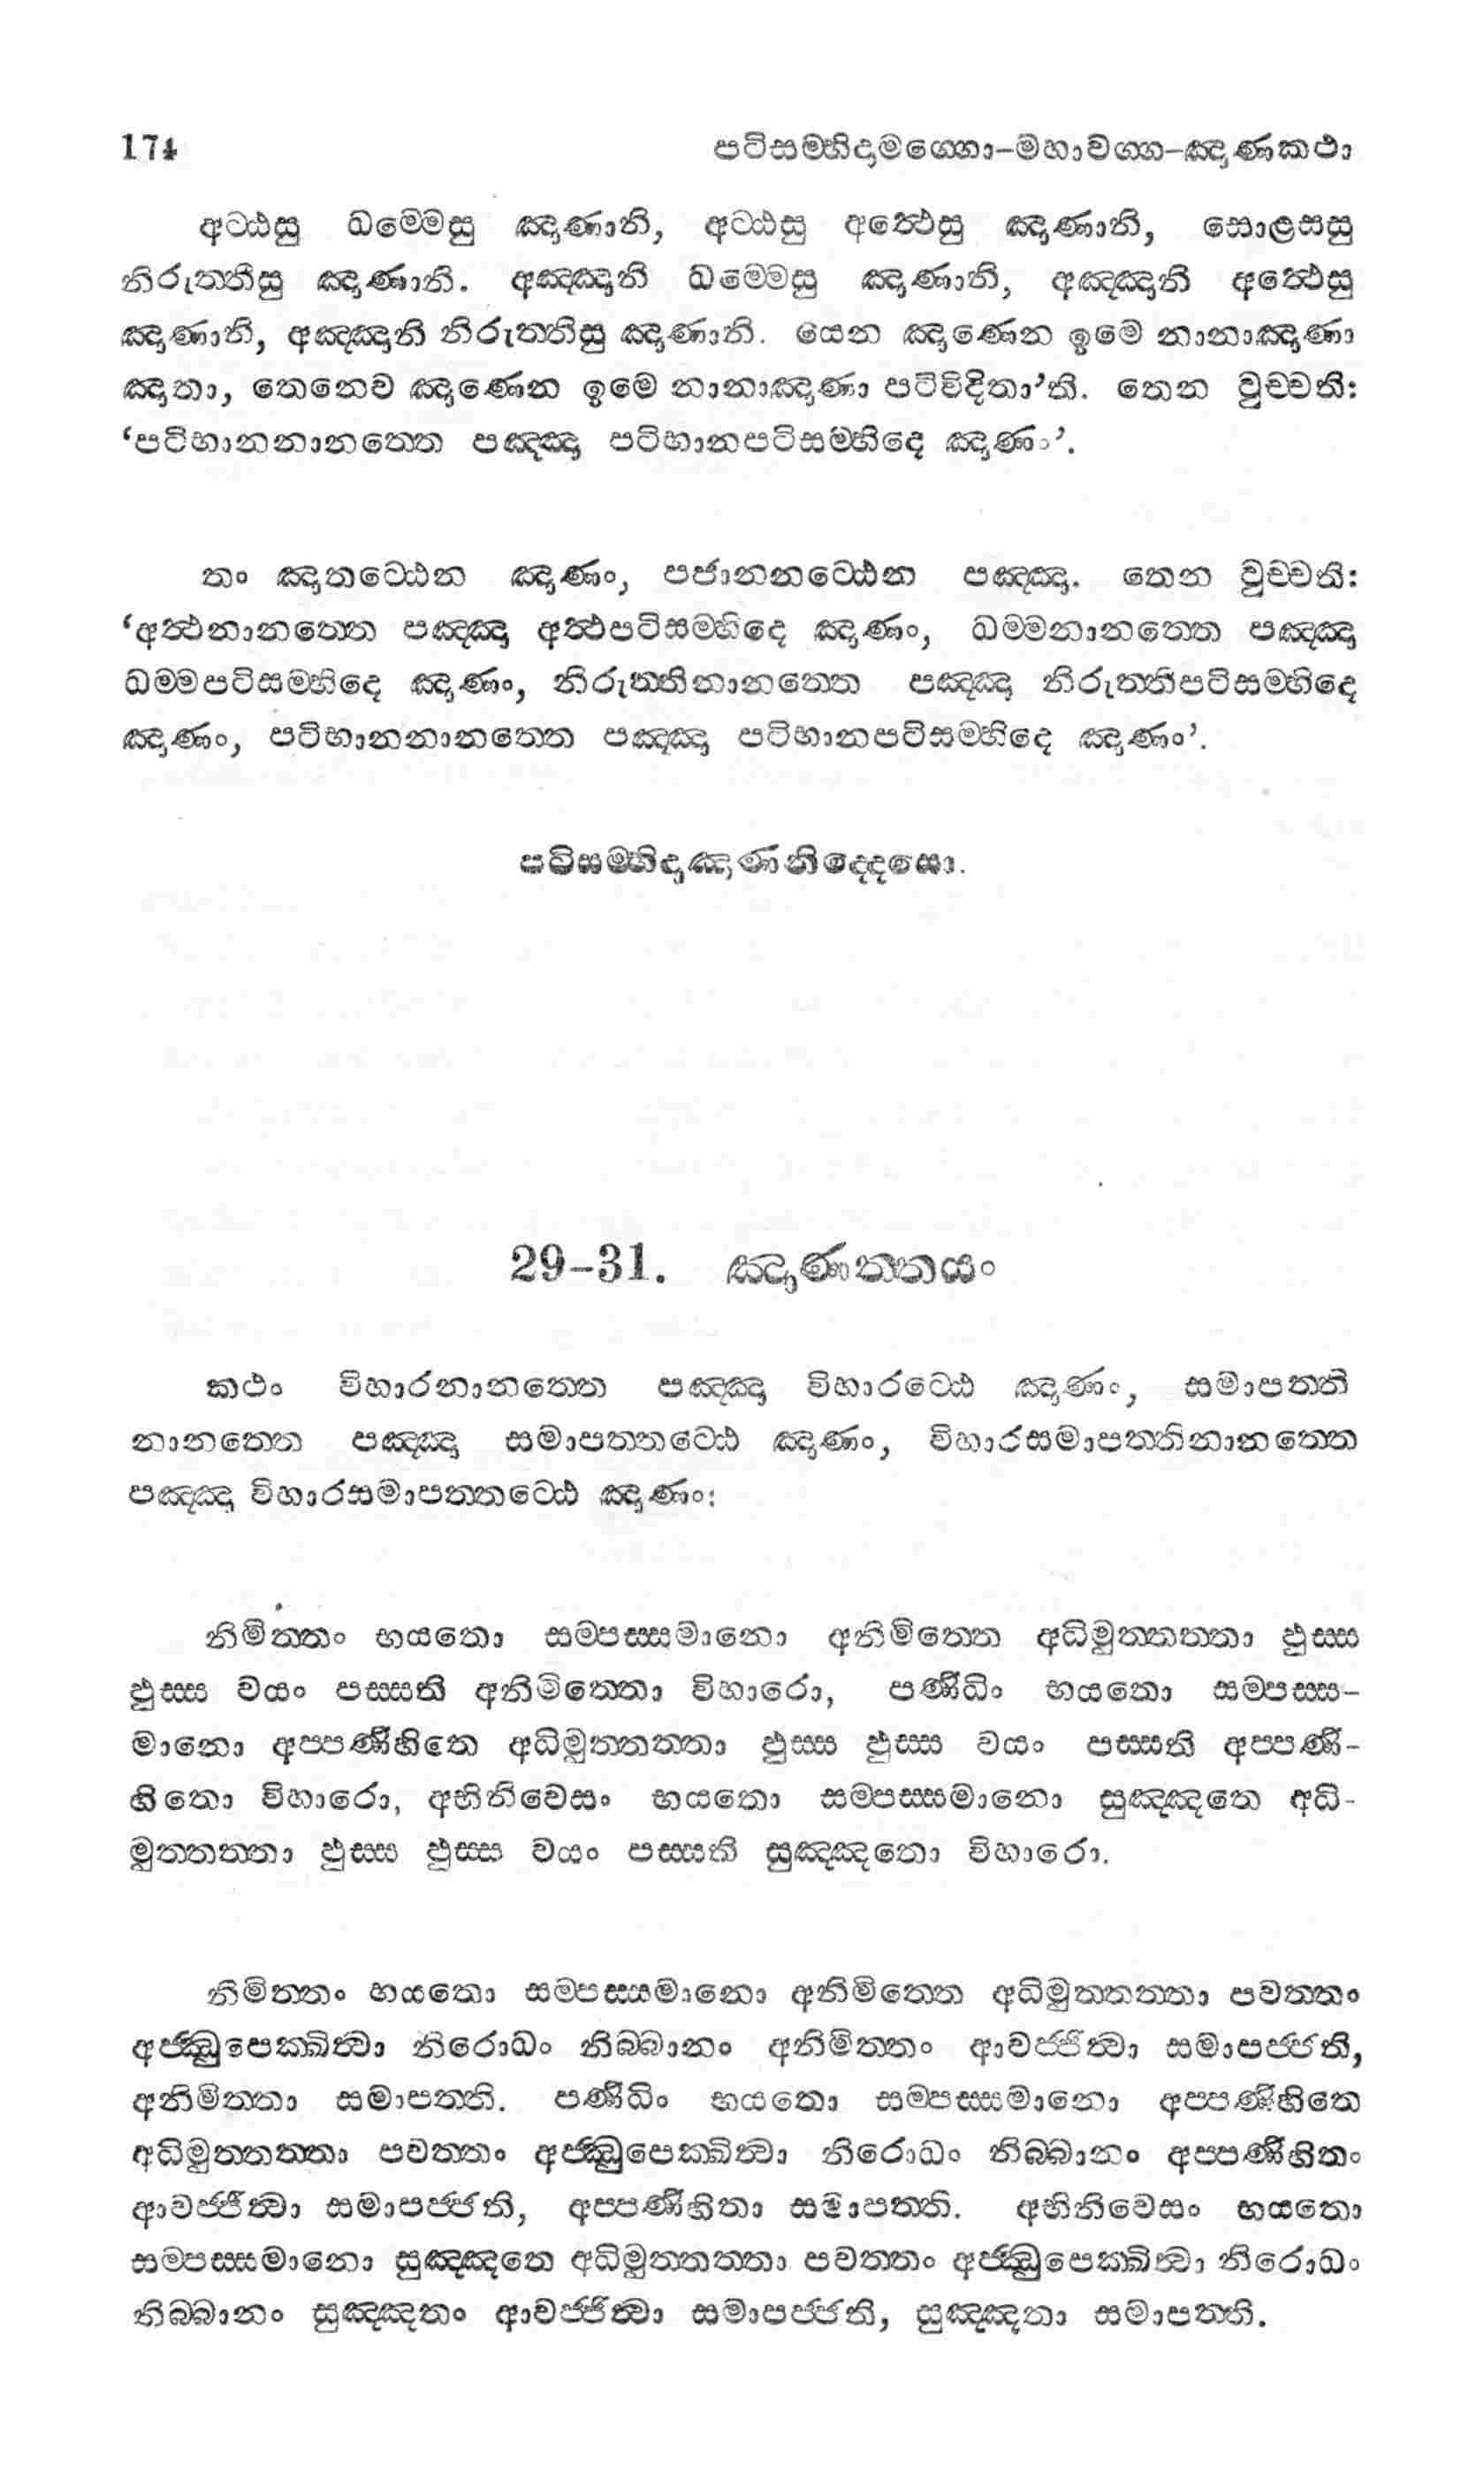 174 පටිසම්භිදාමග්ගො–මහාවග්ග–ඤාණකථා
අට්ඨසු ධම්මෙසු ඤාණානි, අට්ඨසු අත්ථෙසු ඤාණානි, සොළසසු
නිරුත්තීසු ඤාණානි. අඤ්ඤානි ධම්මෙසු ඤාණානි, අඤ්ඤානි අත්ථෙසු
ඤාණානි, අඤ්ඤානි නිරුත්තිසු ඤාණානි. යෙන ඤාණෙන ඉමෙ නානාඤාණා
ඤාතා, තෙනෙව ඤාණෙන ඉමෙ නානාඤාණා පටිවිදිතා’ති. තෙන වුච්චති:
‘පටිභානනානත්තෙ පඤ්ඤා පටිභානපටිසම්භිදෙ ඤාණං’.
තං ඤාතට්ඨෙන ඤාණං, පජානනට්ඨෙන පඤ්ඤා. තෙන වුච්චති:
‘අත්ථනානත්තෙ පඤ්ඤා අත්ථපටිසම්භිදෙ ඤාණං, ධම්මනානත්තෙ පඤ්ඤා
ධම්මපටිසම්භිදෙ ඤාණං, නිරුත්තිනානත්තෙ පඤ්ඤා නිරුත්තිපටිසම්භිදෙ
ඤාණං, පටිභානනානත්තෙ පඤ්ඤා පටිභානපටිසම්භිදෙ ඤාණං’.
පටිසම්භිදාඤාණනිද්දෙසො.
29–31. ඤාණත්තයං
කථං විහාරනානත්තෙ පඤ්ඤා විහාරට්ඨෙ ඤාණං, සමාපත්ති
නානත්තෙ පඤ්ඤා සමාපත්තට්ඨෙ ඤාණං, විහාරසමාපත්තිනානත්තෙ
පඤ්ඤා විහාරසමාපත්තට්ඨෙ ඤාණං:
නිමිත්තං භයතො සම්පස්සමානො අනිමිත්තෙ අධිමුත්තත්තා ඵුස්ස
ඵුස්ස වයං පස්සති අනිමිත්තො විහාරො, පණිධිං භයතො සම්පස්ස-
මානො අප්පණිහිතෙ අධිමුත්තත්තා ඵුස්ස ඵුස්ස වයං පස්සති අප්පණි-
හිතො විහාරො, අභිනිවෙසං භයතො සම්පස්සමානො සුඤ්ඤතෙ අධි-
මුත්තත්තා ඵුස්ස ඵුස්ස වයං පස්සති සුඤ්ඤතො විහාරො.
නිමිත්තං භයතො සම්පස්සමානො අනිමිත්තෙ අධිමුත්තත්තා පවත්තං
අජ්ඣුපෙක්ඛිත්වා නිරොධං නිබ්බානං අනිමිත්තං ආවජ්ජිත්වා සමාපජ්ජති,
අනිමිත්තා සමාපත්ති. පණිධිං භයතො සම්පස්සමානො අප්පණිහිතෙ
අධිමුත්තත්තා පවත්තං අජ්ඣුපෙක්ඛිත්වා නිරොධං නිබ්බානං අප්පණිහිතං
ආවජ්ජිත්වා සමාපජ්ජති, අප්පණිහිතා සමාපත්ති. අභිනිවෙසං භයතො
සම්පස්සමානො සුඤ්ඤතෙ අධිමුත්තත්තා පවත්තං අජ්ඣුපෙක්ඛිත්වා නිරොධං
නිබ්බානං සුඤ්ඤතං ආවජ්ජිත්වා සමාපජ්ජති, සුඤ්ඤතා සමාපත්ති.